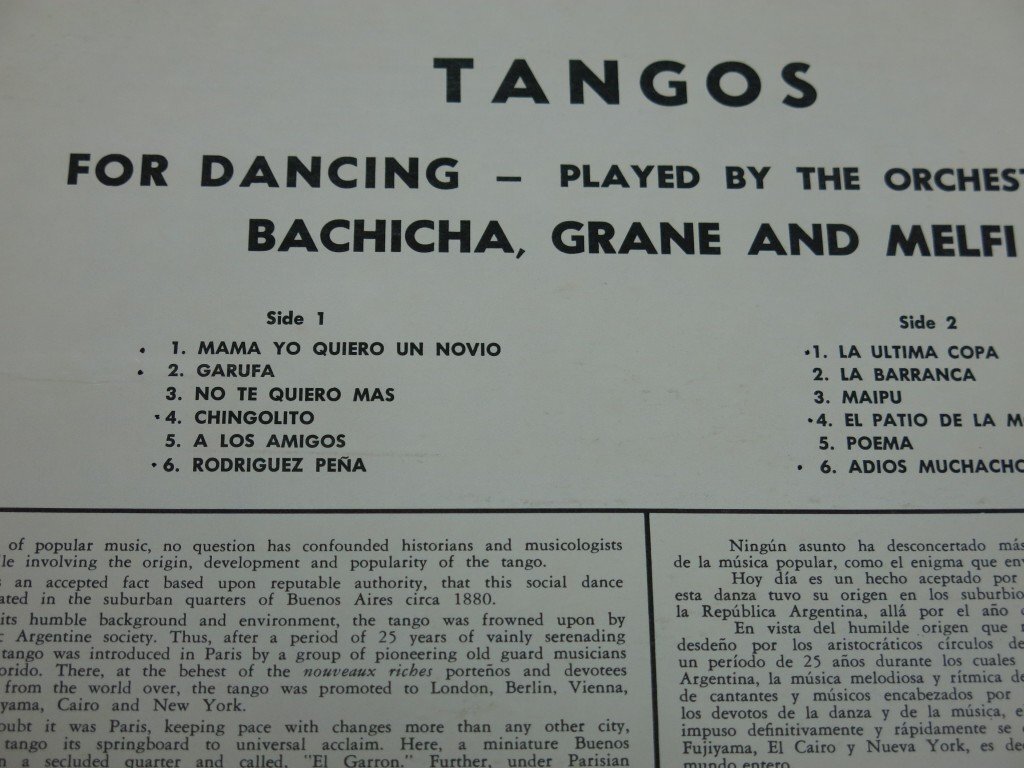 TANGOS
FOR DANCING – PLAYED BY THE
BACHICHA, GRANE AND MELFI
Side 1
1. MAMA YO QUIERO UN NOVIO
2. GARUFA
3. NO TE QUIERO MAS
4. CHINGOLITO
5. A LOS AMIGOS
6. RODRIGUEZ PEÑA
Side 2
1. LA ULTIMA COPA
2. LA BARRANCA
3. MAIPU
4. EL PATIO DE LA
5. POEMA
6. ADIOS
of popular music, no question has confounded historians and musicologists
involving the origin, development and popularity of the tango.
an accepted fact based upon reputable authority, that this social dance
in the suburban quarters of Buenos Aires circa 1880.
its humble background and environment, the tango was frowned upon by
Argentine society. Thus, after a period of 25 years of vainly serenading
tango was introduced in Paris by a group of pioneering old guard musicians
There, at the behest of the nouveaux riches porteños and devotees
from the world over, the tango was promoted to London, Berlin, Vienna,
Cairo and New York.
it was Paris, keeping pace with changes more than any other city,
tango its springboard to universal acclaim. Here, a miniature Buenos
a secluded quarter and called, "El Garron." Further, under Parisian
Ningún asunto ha desconcertado
de la música popular, como el enigma que
Hoy día es un hecho aceptado por
esta danza tuvo su origen en los
la República Argentina, allá por el año
En vista del humilde origen que
desdeño por los aristocráticos círculos
un período de 25 años durante los cuales
Argentina, la música melodiosa y rítmica
de cantantes y músicos encabezados por
los devotos de la danza y de la música,
impuso definitivamente y rápidamente se
Fujiyama, El Cairo y Nueva York, es
mundo entero.